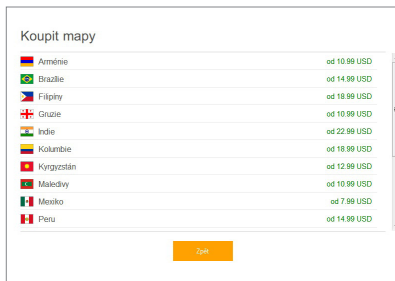 Koupit mapy
Arménie od 10.99 USD
Brazílie od 14.99 USD
Filipíny od 18.99 USD
Gruzie od 10.99 USD
Indie od 22.99 USD
Kolumbie od 18.99 USD
Kyrgyzstán od 12.99 USD
Maledivy od 10.99 USD
Mexiko od 7.99 USD
Peru od 14.99 USD
Zpět